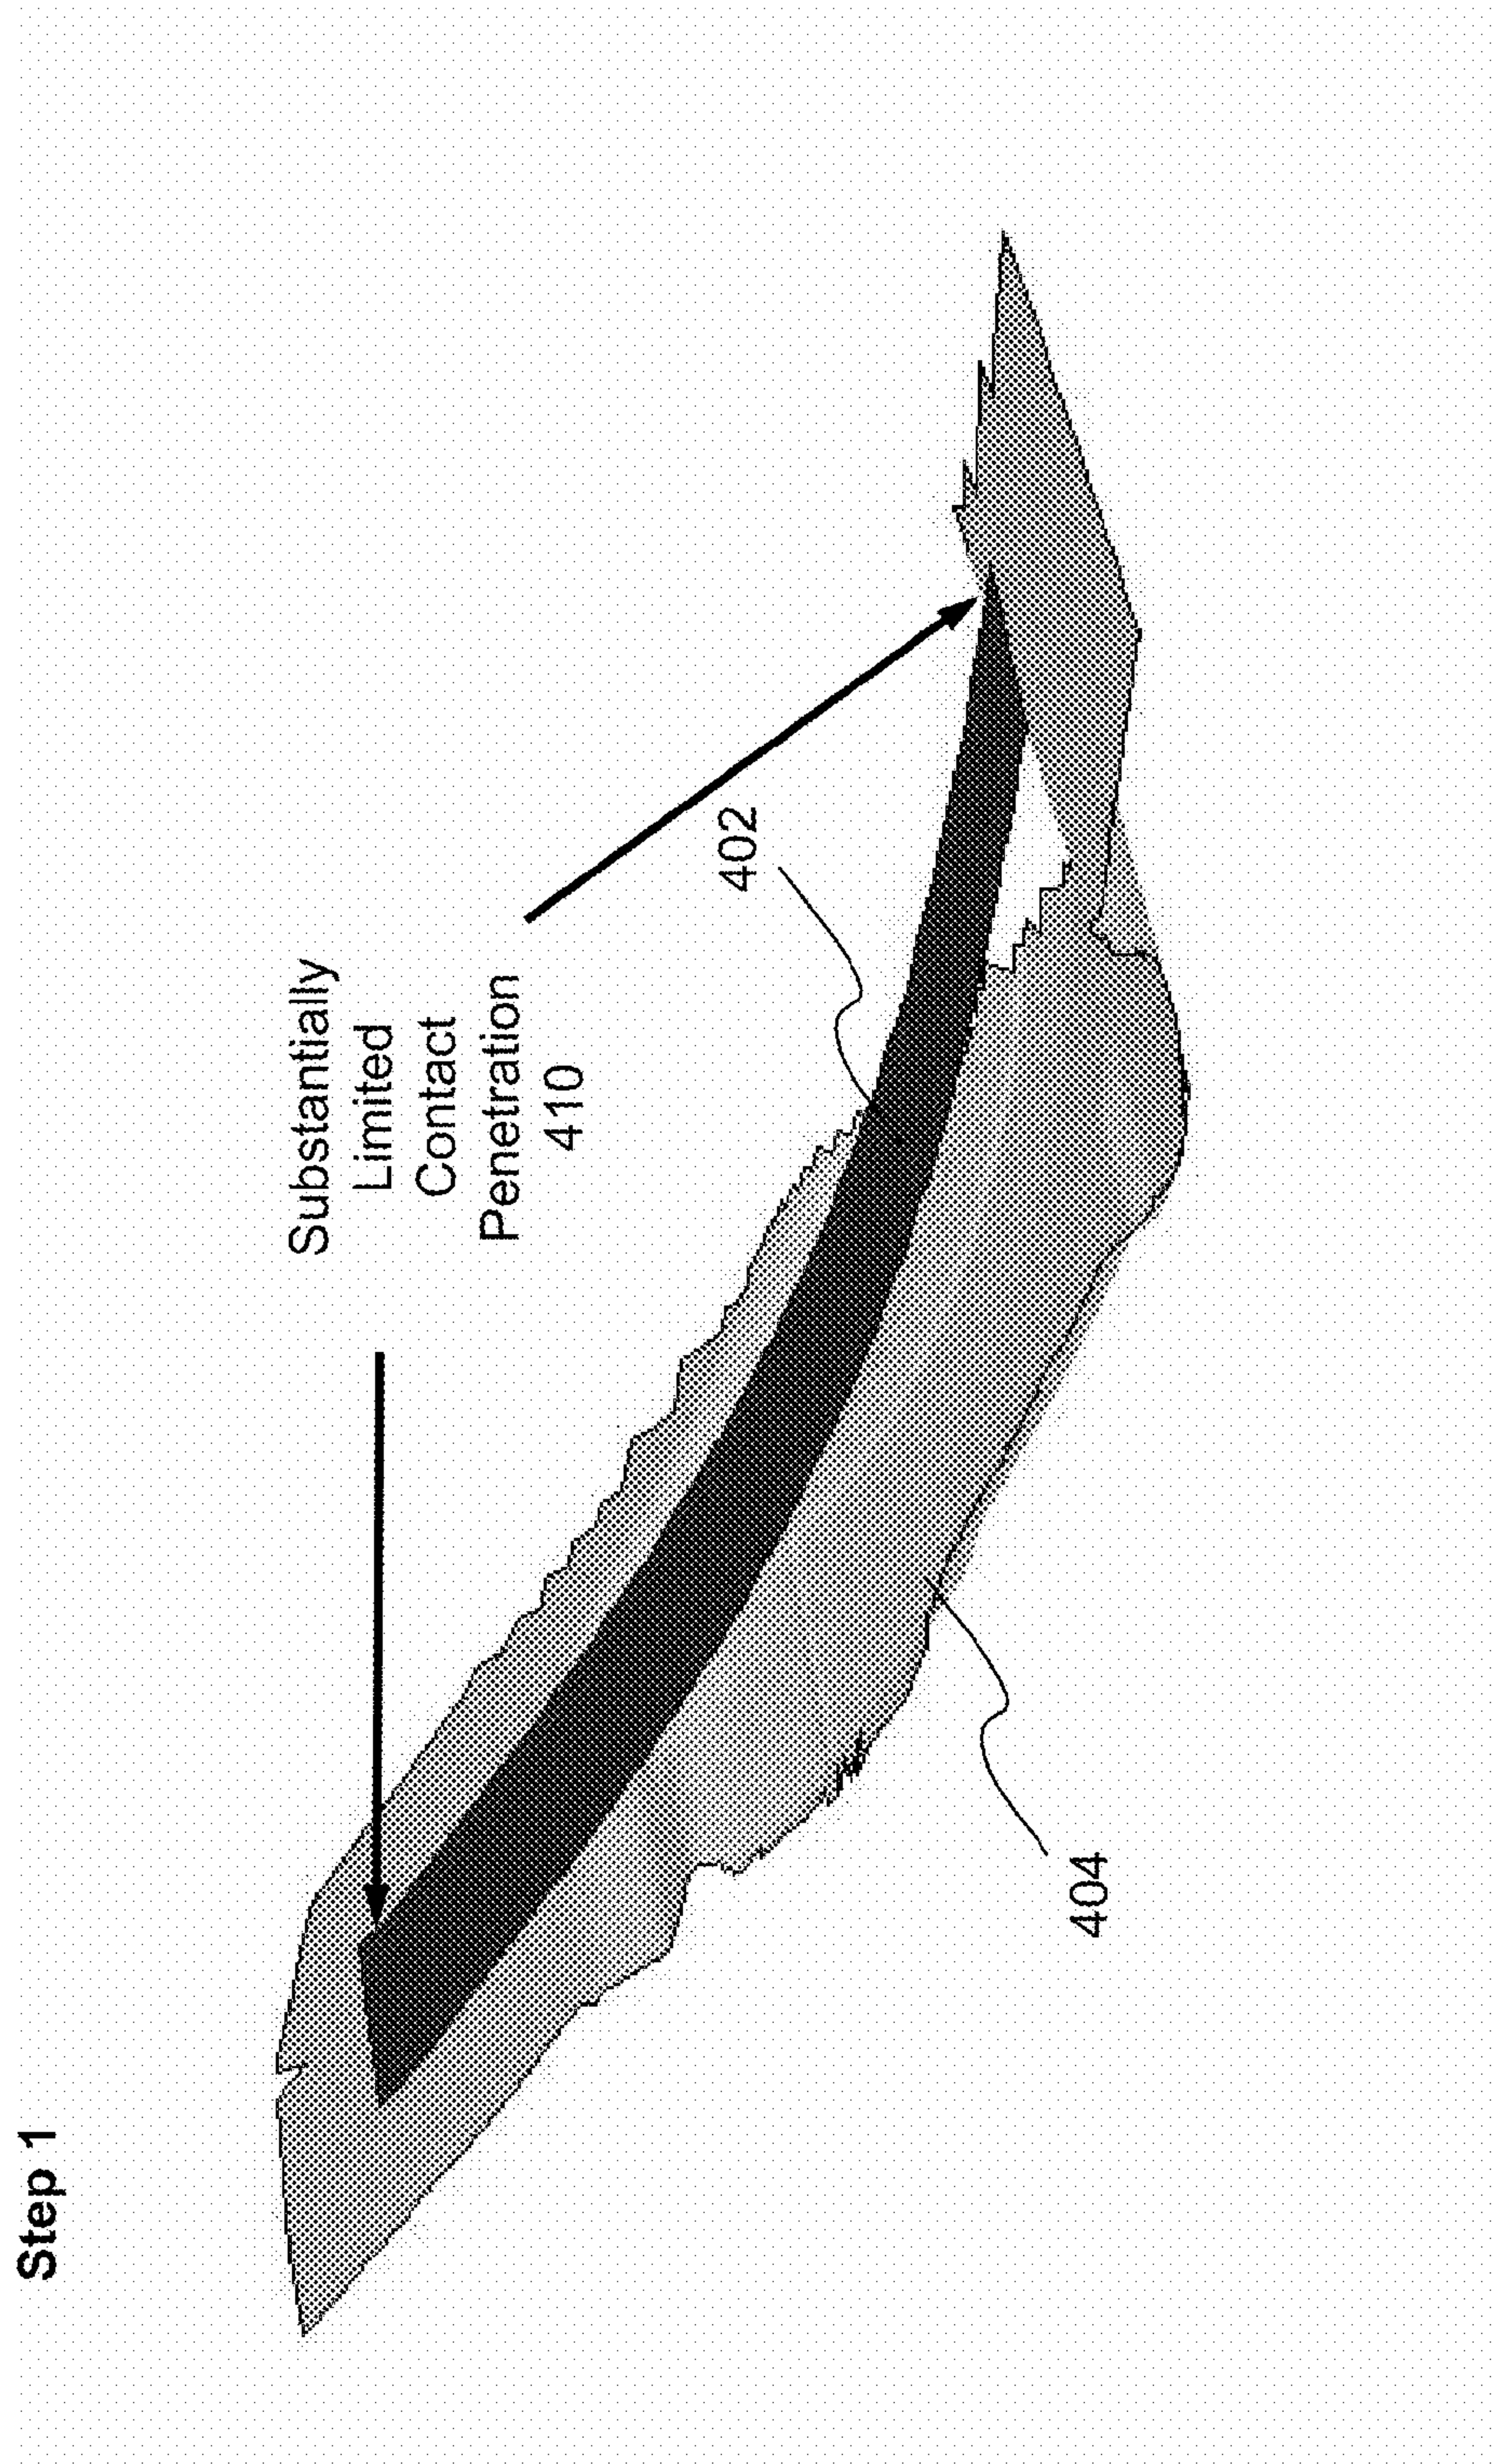 Step 1
Substantially
Limited
Contact
Penetration
410
402
404